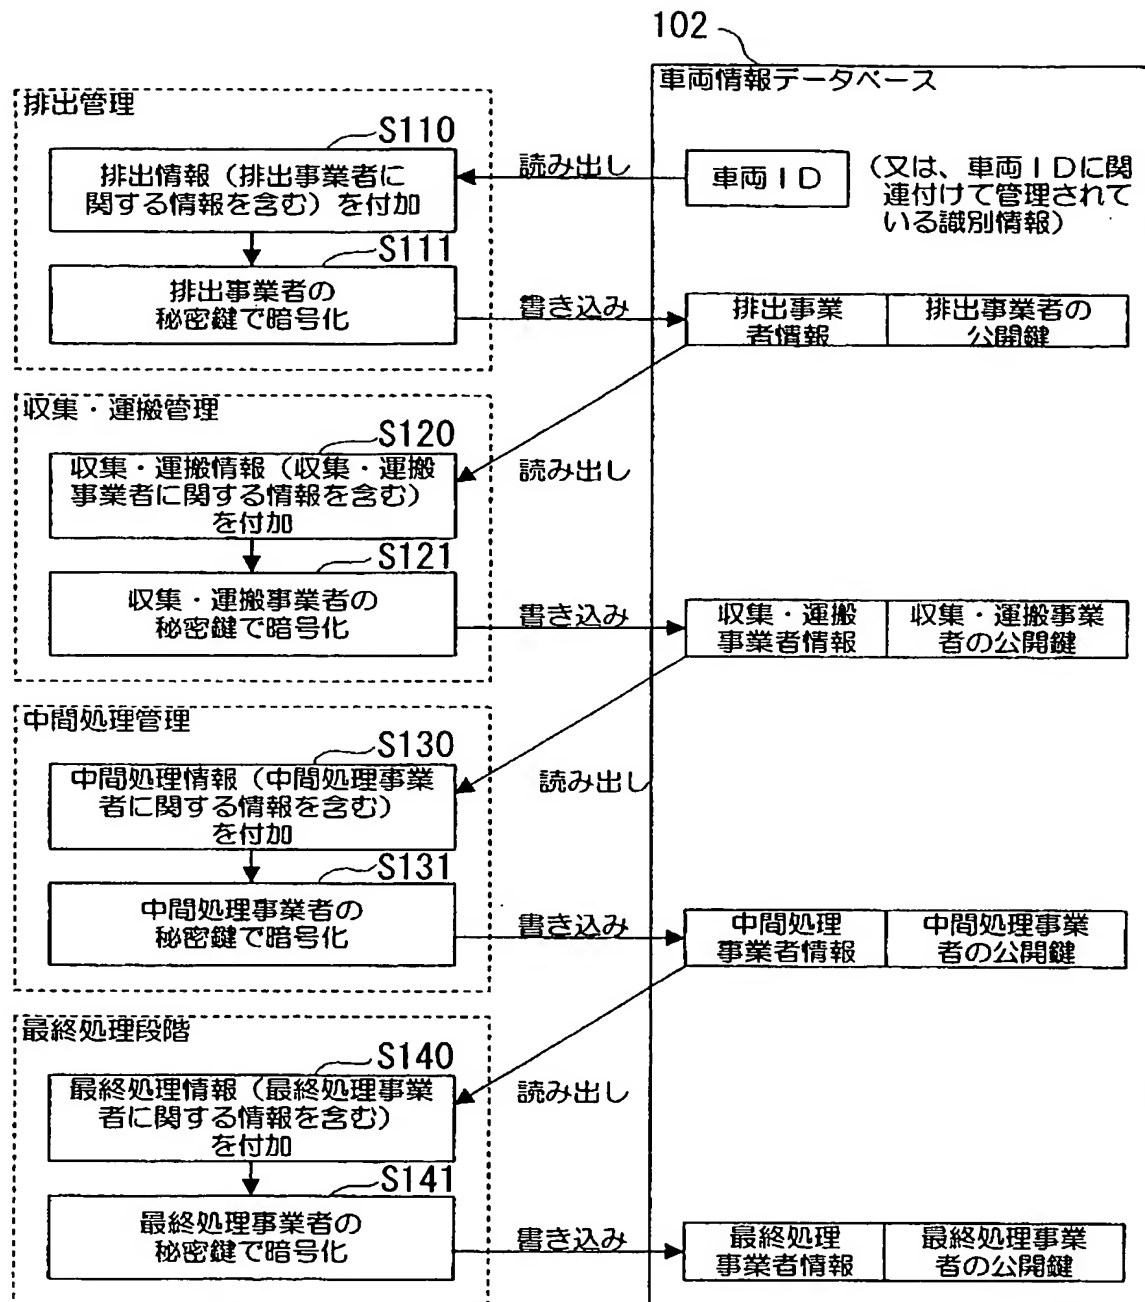 102
車両情報データベース
排出管理
S110
排出情報（排出事業者に
関する情報を含む）を付加
読み出し
車両ＩＤ
（又は、車両ＩＤに関
連付けて管理されて
いる識別情報）
S111
排出事業者の
秘密鍵で暗号化
書き込み
排出事業
者情報
排出事業者の
公開鍵
収集・運搬管理
S120
収集・運搬情報（収集・運搬
事業者に関する情報を含む）
を付加
読み出し
S121
収集・運搬事業者の
秘密鍵で暗号化
書き込み
収集・運搬
事業者情報
収集・運搬事業
者の公開鍵
中間処理管理
S130
中間処理情報（中間処理事業
者に関する情報を含む）
を付加
読み出し
S131
中間処理事業者の
秘密鍵で暗号化
書き込み
中間処理
事業者情報
中間処理事業
者の公開鍵
最終処理段階
S140
最終処理情報（最終処理事業
者に関する情報を含む）
を付加
読み出し
S141
最終処理事業者の
秘密鍵で暗号化
書き込み
最終処理
事業者情報
最終処理事業
者の公開鍵